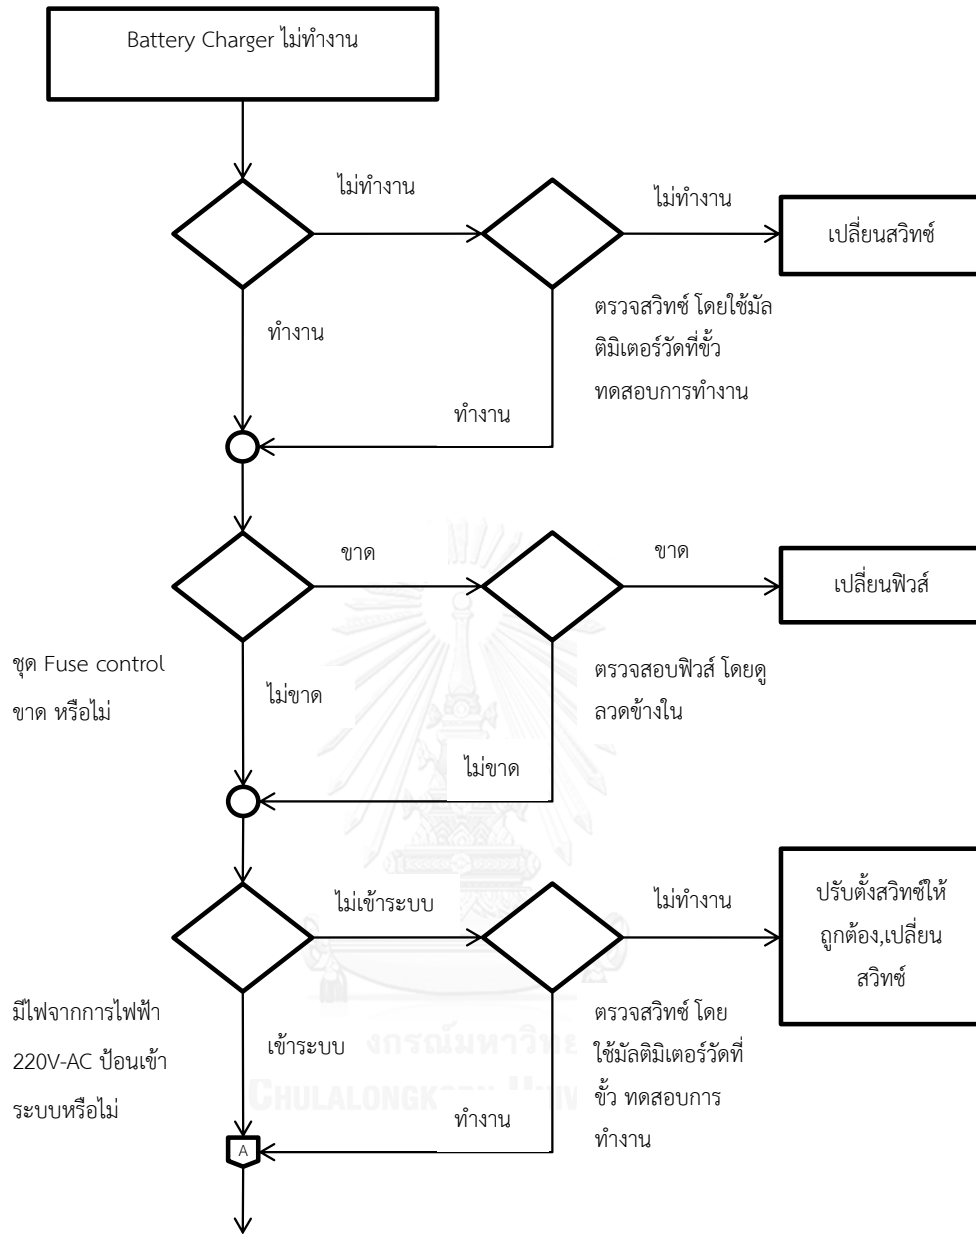 Battery Charger ไม่ทำงาน
ไม่ทำงาน
ไม่ทำงาน
เปลี่ยนสวิทซ์
ตรวจสวิทซ์ โดยใช้มัล
ติมิเตอร์วัดที่ขั้ว
ทดสอบการทำงาน
ทำงาน
ทำงาน
ขาด
ขาด
เปลี่ยนฟิวส์
ชุด Fuse control
ขาด หรือไม่
ตรวจสอบฟิวส์ โดยดู
ลวดข้างใน
ไม่ขาด
ไม่ขาด
ไม่เข้าระบบ
ไม่ทำงาน
ปรับตั้งสวิทซ์ให้
ถูกต้อง,เปลี่ยน
สวิทซ์
มีไฟจากการไฟฟ้า
220V-AC ป้อนเข้า
ระบบหรือไม่
ตรวจสวิทซ์ โดย
ใช้มัลติมิเตอร์วัดที่
ขั้ว ทดสอบการ
ทำงาน
เข้าระบบ
ทำงาน
A